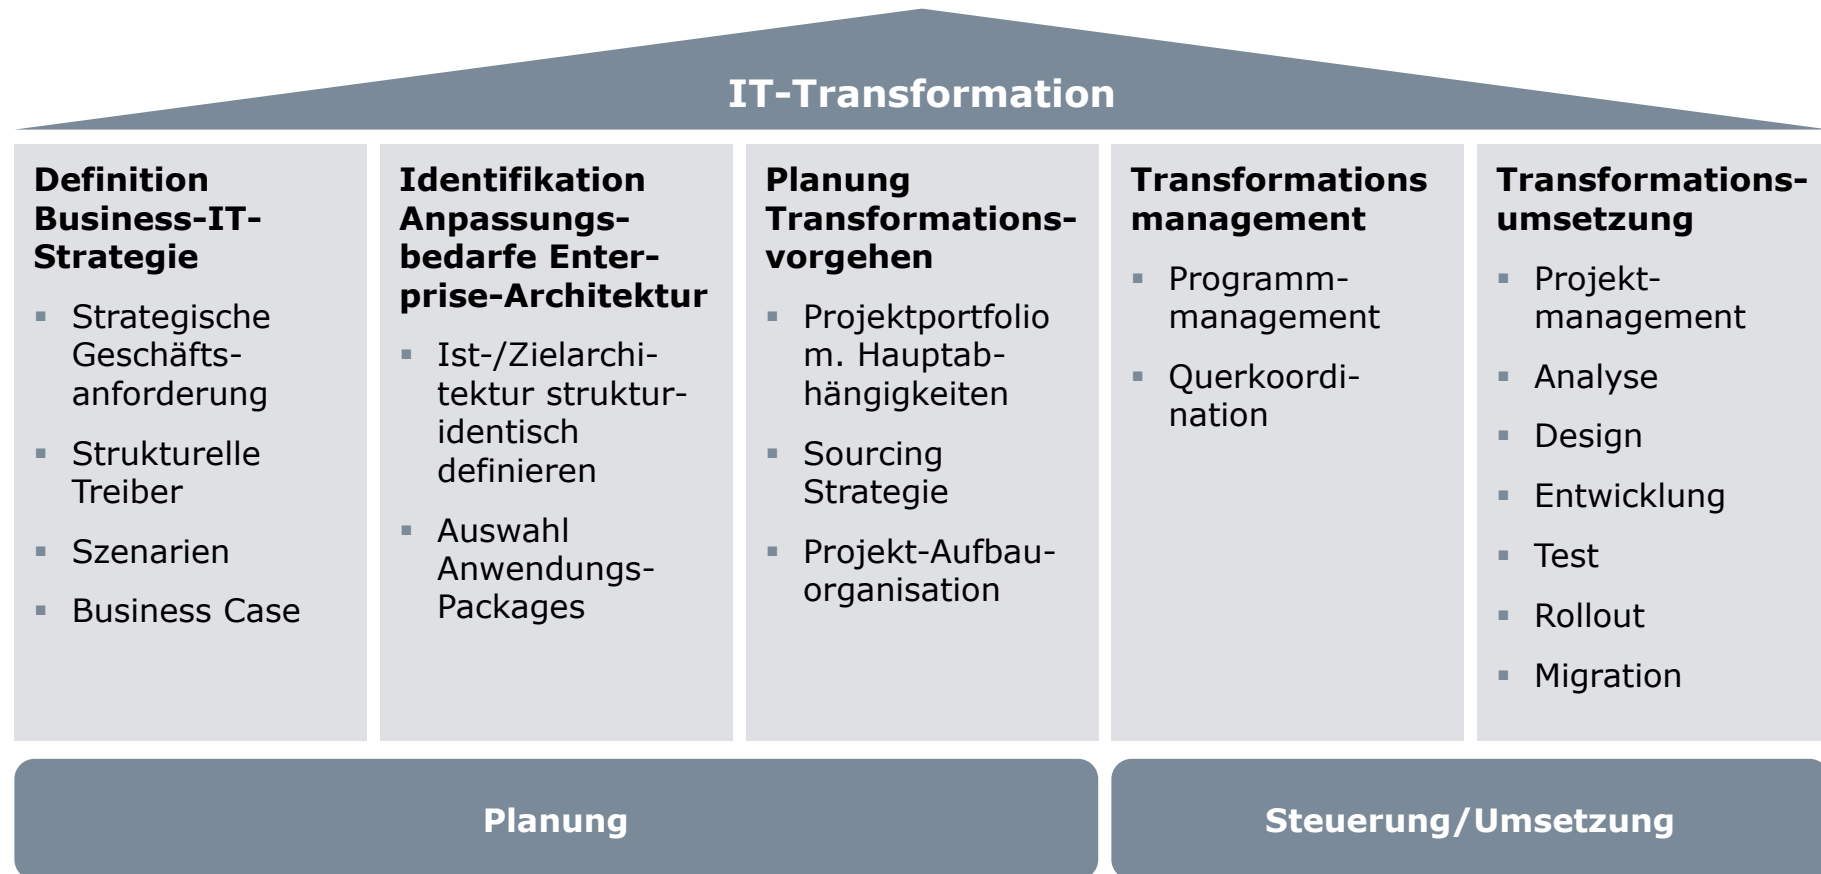 IT-Transformation
Definition
Business-IT-
Strategie
▪ Strategische
Geschäfts-
anforderung
▪ Strukturelle
Treiber
▪ Szenarien
▪ Business Case
Identifikation
Anpassungs-
bedarfe Enter-
prise-Architektur
▪ Ist-/Zielarchi-
tektur struktur-
identisch
definieren
▪ Auswahl
Anwendungs-
Packages
Planung
Transformations-
vorgehen
▪ Projektportfolio
m. Hauptab-
hängigkeiten
▪ Sourcing
Strategie
▪ Projekt-Aufbau-
organisation
Transformations
management
▪ Programm-
management
▪ Querkoordi-
nation
Transformations-
umsetzung
▪ Projekt-
management
▪ Analyse
▪ Design
▪ Entwicklung
▪ Test
▪ Rollout
▪ Migration
Planung
Steuerung/Umsetzung